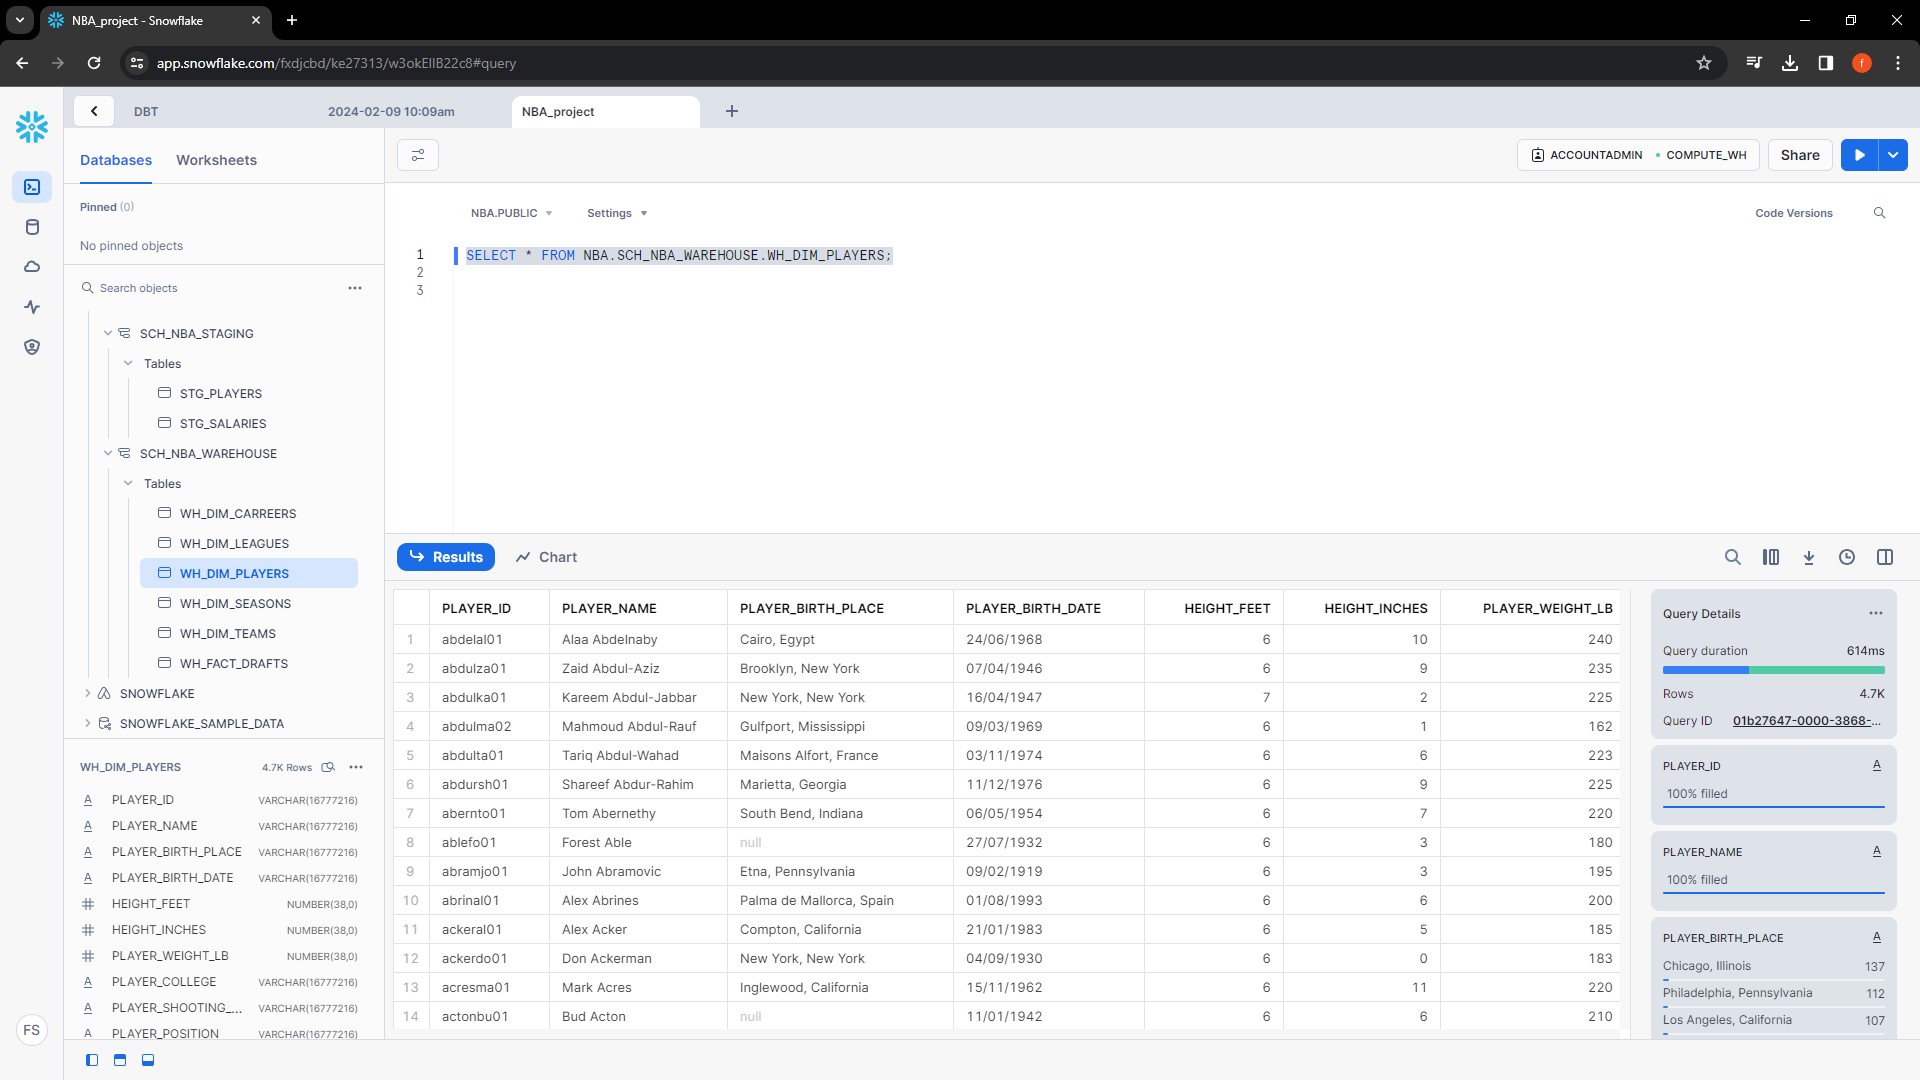 NBA_project - Snowflake
app.snowflake.com/fxdjcbd/ke27313/w3okEllB22c8#query
f
DBT
2024-02-09 10:09am
NBA_project
Databases
Worksheets
ACCOUNTADMIN
COMPUTE_WH
Share
Pinned (0)
No pinned objects
NBA.PUBLIC
Settings
Code Versions
1 SELECT * FROM NBA.SCH_NBA_WAREHOUSE.WH_DIM_PLAYERS;
2
3
Search objects
SCH_NBA_STAGING
Tables
STG_PLAYERS
STG_SALARIES
SCH_NBA_WAREHOUSE
Tables
WH_DIM_CARREERS
WH_DIM_LEAGUES
WH_DIM_PLAYERS
WH_DIM_SEASONS
WH_DIM_TEAMS
WH_FACT_DRAFTS
SNOWFLAKE
SNOWFLAKE_SAMPLE_DATA
WH_DIM_PLAYERS 4.7K Rows
A PLAYER_ID VARCHAR(16777216)
A PLAYER_NAME VARCHAR(16777216)
A PLAYER_BIRTH_PLACE VARCHAR(16777216)
A PLAYER_BIRTH_DATE VARCHAR(16777216)
# HEIGHT_FEET NUMBER(38,0)
# HEIGHT_INCHES NUMBER(38,0)
# PLAYER_WEIGHT_LB NUMBER(38,0)
A PLAYER_COLLEGE VARCHAR(16777216)
A PLAYER_SHOOTING_... VARCHAR(16777216)
A PLAYER_POSITION VARCHAR(16777216)
FS
Results
Chart
PLAYER_ID PLAYER_NAME PLAYER_BIRTH_PLACE PLAYER_BIRTH_DATE HEIGHT_FEET HEIGHT_INCHES PLAYER_WEIGHT_LB
1 abdelal01 Alaa Abdelnaby Cairo, Egypt 24/06/1968 6 10 240
2 abdulza01 Zaid Abdul-Aziz Brooklyn, New York 07/04/1946 6 9 235
3 abdulka01 Kareem Abdul-Jabbar New York, New York 16/04/1947 7 2 225
4 abdulma02 Mahmoud Abdul-Rauf Gulfport, Mississippi 09/03/1969 6 1 162
5 abdulta01 Tariq Abdul-Wahad Maisons Alfort, France 03/11/1974 6 6 223
6 abdursh01 Shareef Abdur-Rahim Marietta, Georgia 11/12/1976 6 9 225
7 abernto01 Tom Abernethy South Bend, Indiana 06/05/1954 6 7 220
8 ablefo01 Forest Able null 27/07/1932 6 3 180
9 abramjo01 John Abramovic Etna, Pennsylvania 09/02/1919 6 3 195
10 abrinal01 Alex Abrines Palma de Mallorca, Spain 01/08/1993 6 6 200
11 ackeral01 Alex Acker Compton, California 21/01/1983 6 5 185
12 ackerdo01 Don Ackerman New York, New York 04/09/1930 6 0 183
13 acresma01 Mark Acres Inglewood, California 15/11/1962 6 11 220
14 actonbu01 Bud Acton null 11/01/1942 6 6 210
Query Details
Query duration 614ms
Rows 4.7K
Query ID 01b27647-0000-3868-...
PLAYER_ID A
100% filled
PLAYER_NAME A
100% filled
PLAYER_BIRTH_PLACE A
Chicago, Illinois 137
Philadelphia, Pennsylvania 112
Los Angeles, California 107